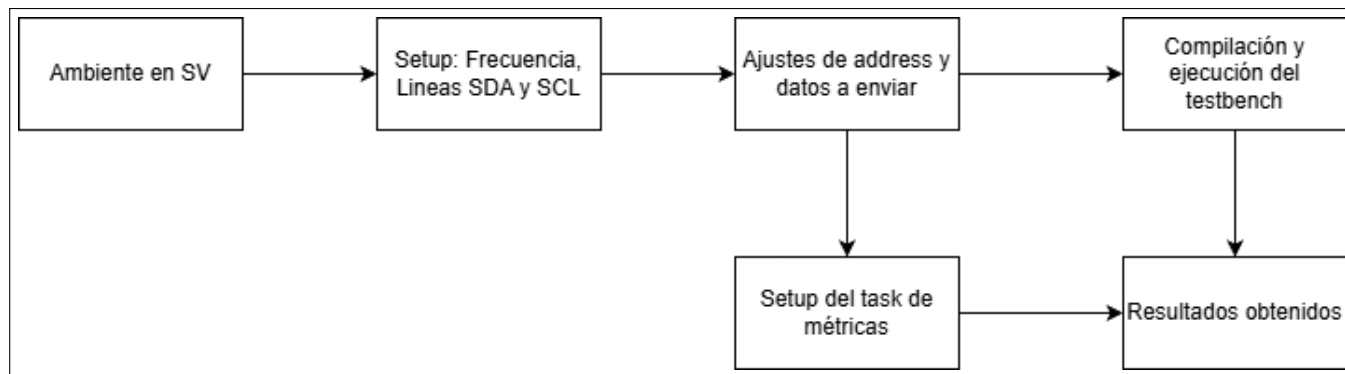 Ambiente en SV
Setup: Frecuencia,
Lineas SDA y SCL
Ajustes de address y
datos a enviar
Compilación y
ejecución del
testbench
Setup del task de
métricas
Resultados obtenidos